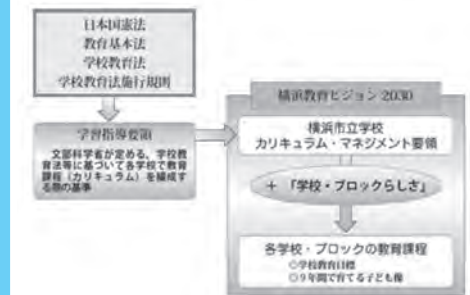 日本国憲法
教育基本法
学校教育法
学校教育法施行規則
学習指導要領
文部科学省が定める、学校教
育法等に基づいて各学校で教育
課程（カリキュラム）を編成す
る際の基準
横浜教育ビジョン2030
横浜市立学校
カリキュラム・マネジメント要領
＋「学校・ブロックらしさ」
各学校・ブロックの教育課程
◇学校教育目標
◇9年間で育てる子ども像